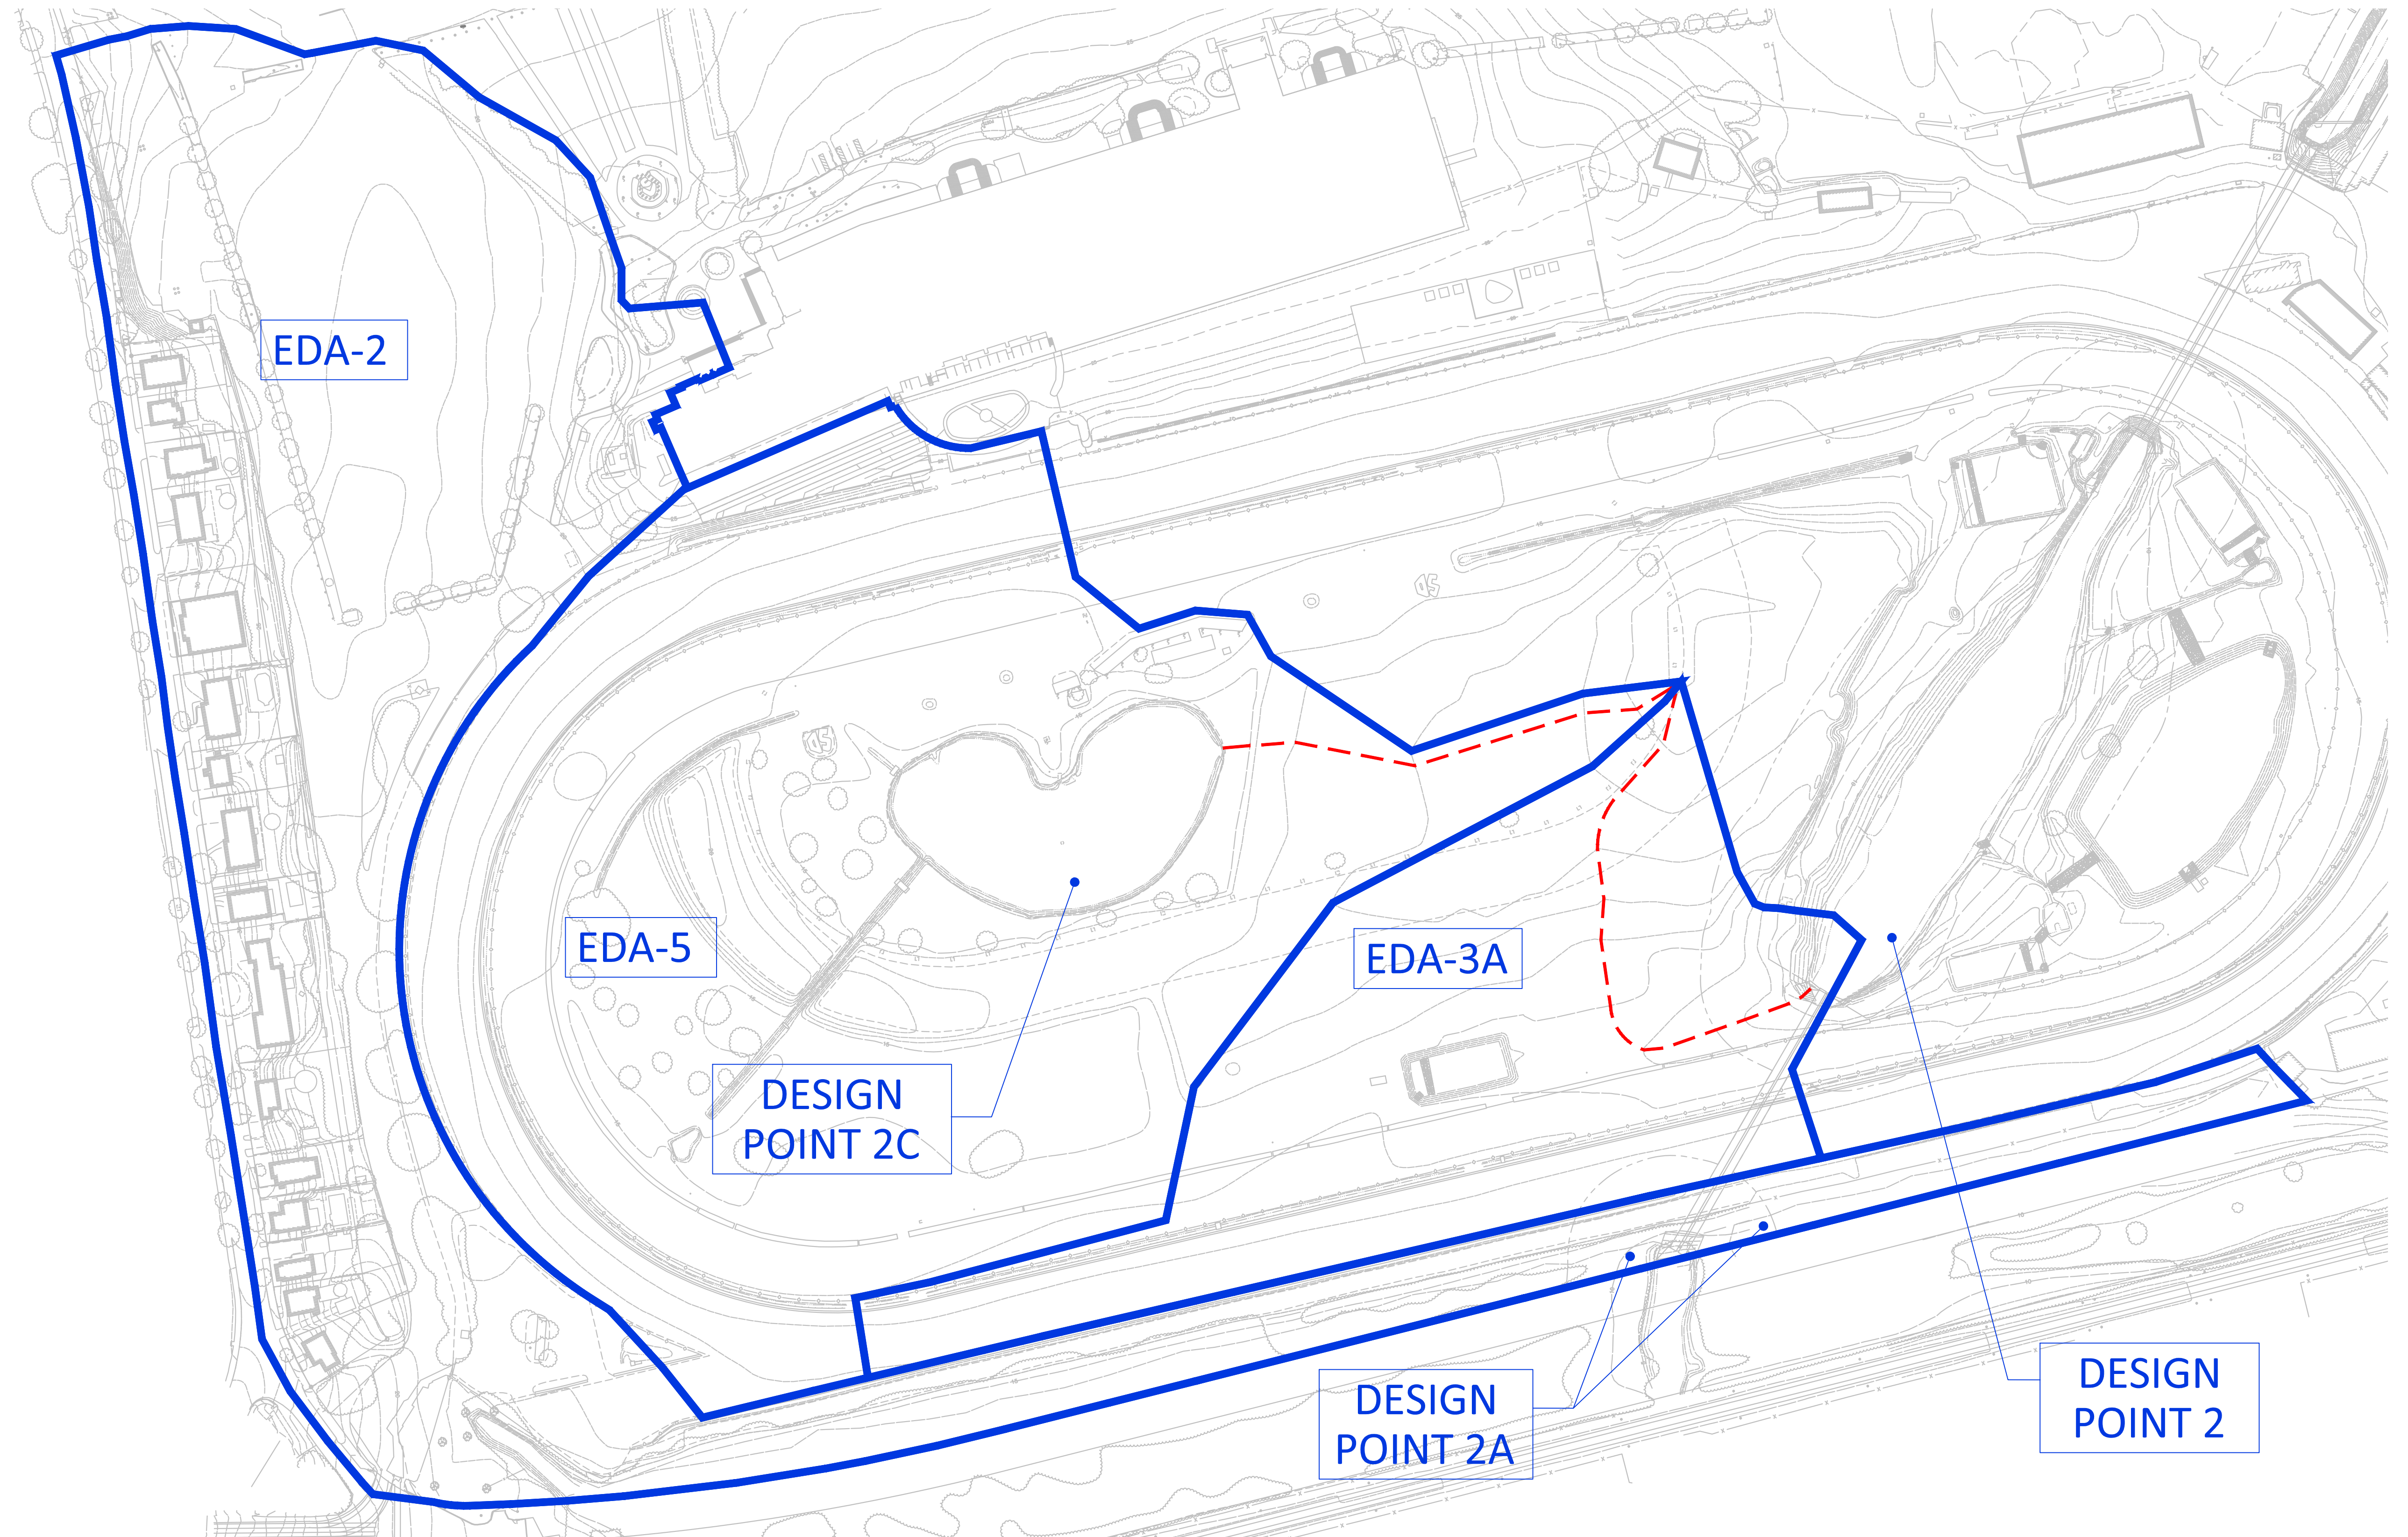 EDA-2
EDA-5
EDA-3A
DESIGN
POINT 2C
DESIGN
POINT 2A
DESIGN
POINT 2